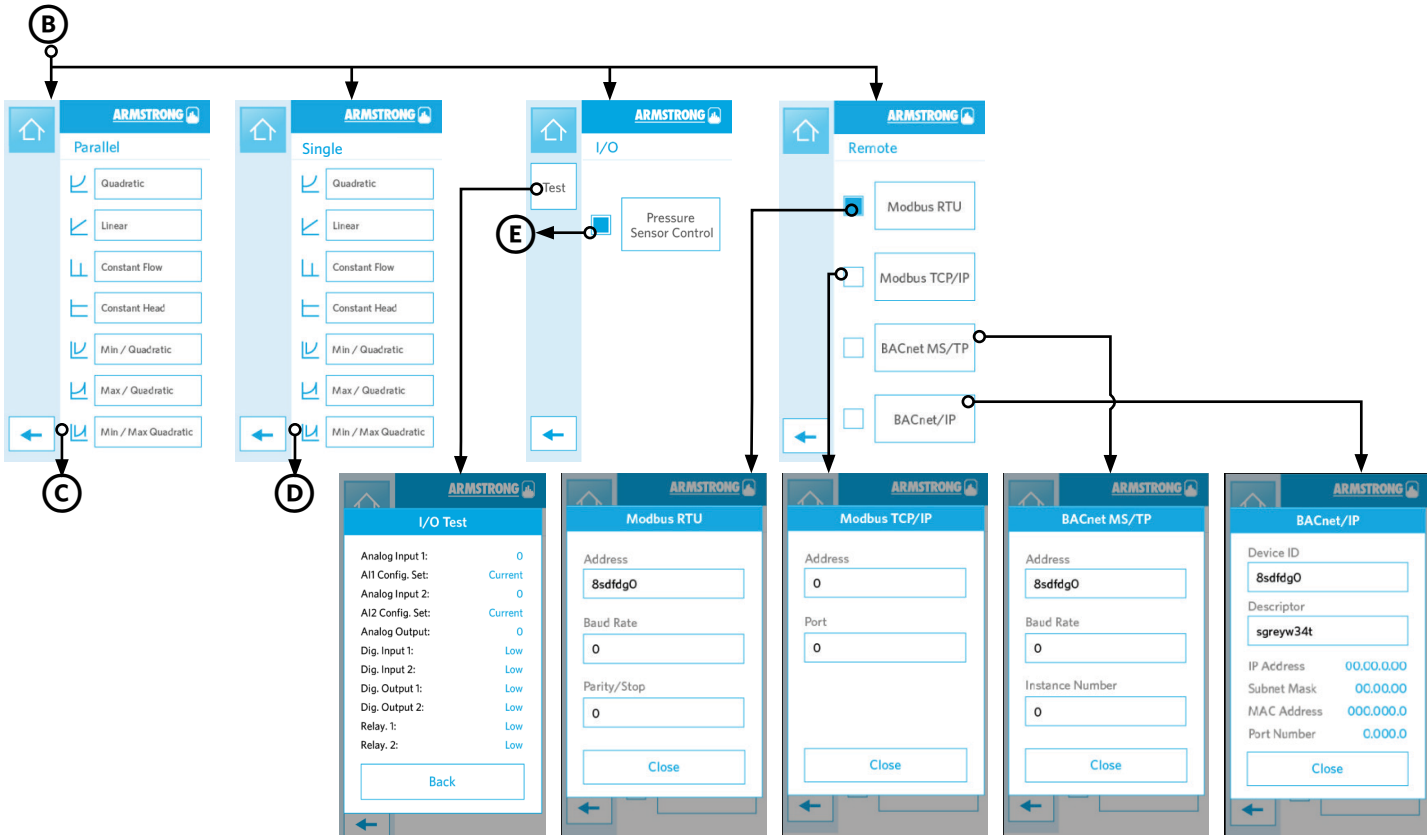 B
ARMSTRONG
Parallel
Quadratic
Linear
Constant Flow
Constant Head
Min / Quadratic
Max / Quadratic
Min / Max Quadratic
C
ARMSTRONG
Single
Quadratic
Linear
Constant Flow
Constant Head
Min / Quadratic
Max / Quadratic
Min / Max Quadratic
D
ARMSTRONG
I/O
Test
Pressure
Sensor Control
E
ARMSTRONG
Remote
Modbus RTU
Modbus TCP/IP
BACnet MS/TP
BACnet/IP
ARMSTRONG
I/O Test
Analog Input 1: 0
AI1 Config. Set: Current
Analog Input 2: 0
AI2 Config. Set: Current
Analog Output: 0
Dig. Input 1: Low
Dig. Input 2: Low
Dig. Output 1: Low
Dig. Output 2: Low
Relay. 1: Low
Relay. 2: Low
Back
ARMSTRONG
Modbus RTU
Address
8sdfdg0
Baud Rate
0
Parity/Stop
0
Close
ARMSTRONG
Modbus TCP/IP
Address
0
Port
0
Close
ARMSTRONG
BACnet MS/TP
Address
8sdfdg0
Baud Rate
0
Instance Number
0
Close
ARMSTRONG
BACnet/IP
Device ID
8sdfdg0
Descriptor
sgreyw34t
IP Address 00.00.0.00
Subnet Mask 00.00.00
MAC Address 000.000.0
Port Number 0.000.0
Close